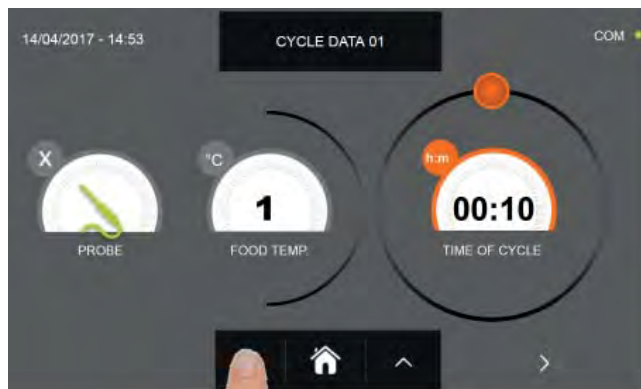 14/04/2017 - 14:53
CYCLE DATA 01
COM
X
PROBE
°C
1
FOOD TEMP.
h:m
00:10
TIME OF CYCLE